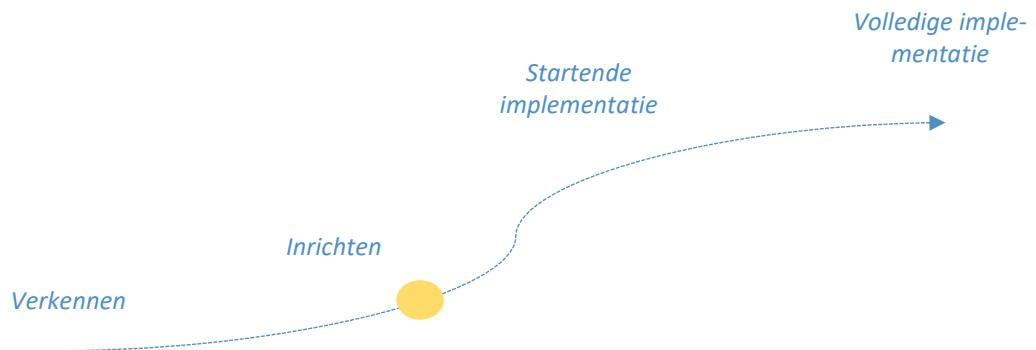 Volledige imple-
mentatie
Startende
implementatie
Inrichten
Verkennen